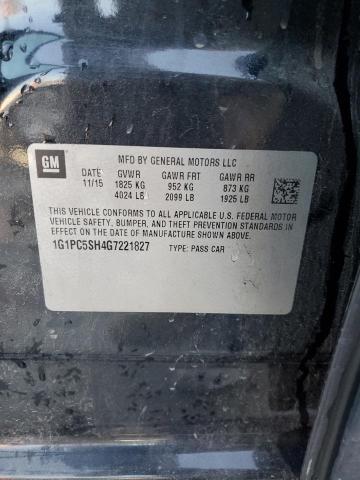 GM
MFD BY GENERAL MOTORS LLC
DATE GVWR GAWR FRT GAWR RR
11/15 1825 KG 952 KG 873 KG
4024 LB 2099 LB 1925 LB
THIS VEHICLE CONFORMS TO ALL APPLICABLE U.S. FEDERAL MOTOR
VEHICLE SAFETY, BUMPER, AND THEFT PREVENTION STANDARDS IN
EFFECT ON THE DATE OF MANUFACTURE SHOWN ABOVE.
1G1PC5SH4G7221827 TYPE: PASS CAR